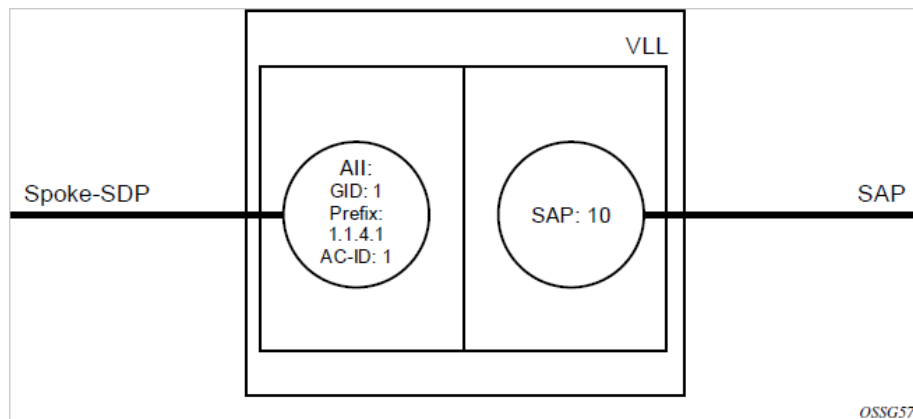 VLL
Spoke-SDP
AII:
GID: 1
Prefix:
1.1.4.1
AC-ID: 1
SAP: 10
SAP
OSSG57